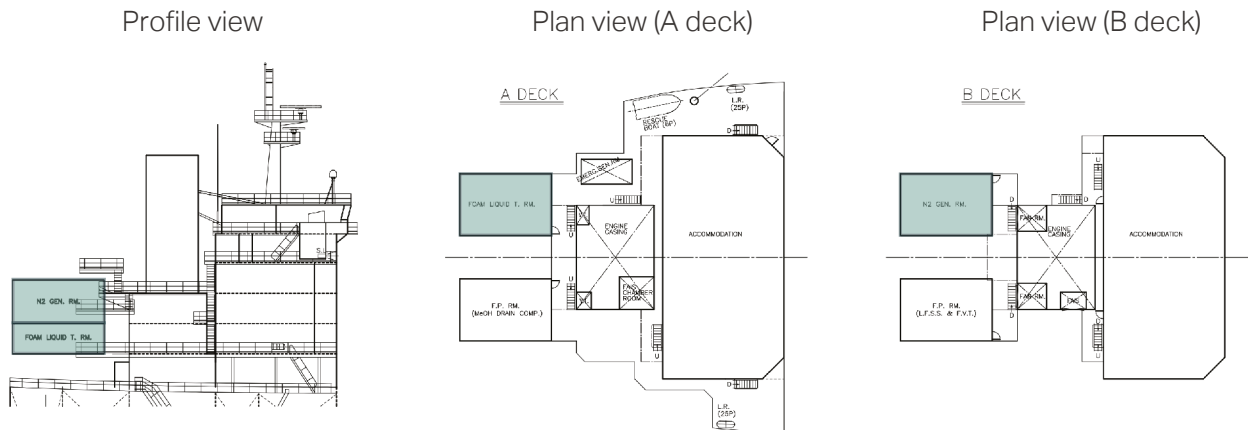 Profile view
Plan view (A deck)
Plan view (B deck)
N2 GEN. RM.
FOAM LIQUID T. RM.
A DECK
RESCUE
BOAT (6P)
L.R.
(25P)
D
EMERG.GEN.RM.
U
FOAM LIQUID T. RM.
U
ENGINE
CASING
ACCOMMODATION
F.P. RM.
(MeOH DRAIN COMP.)
U
CHAMBER
ROOM
U
D
L.R.
(25P)
B DECK
U
D
N2 GEN. RM.
D
FAN RM.
ENGINE
CASING
ACCOMMODATION
F.P. RM.
(L.F.S.S. & F.V.T.)
FAN RM.
D
D
U